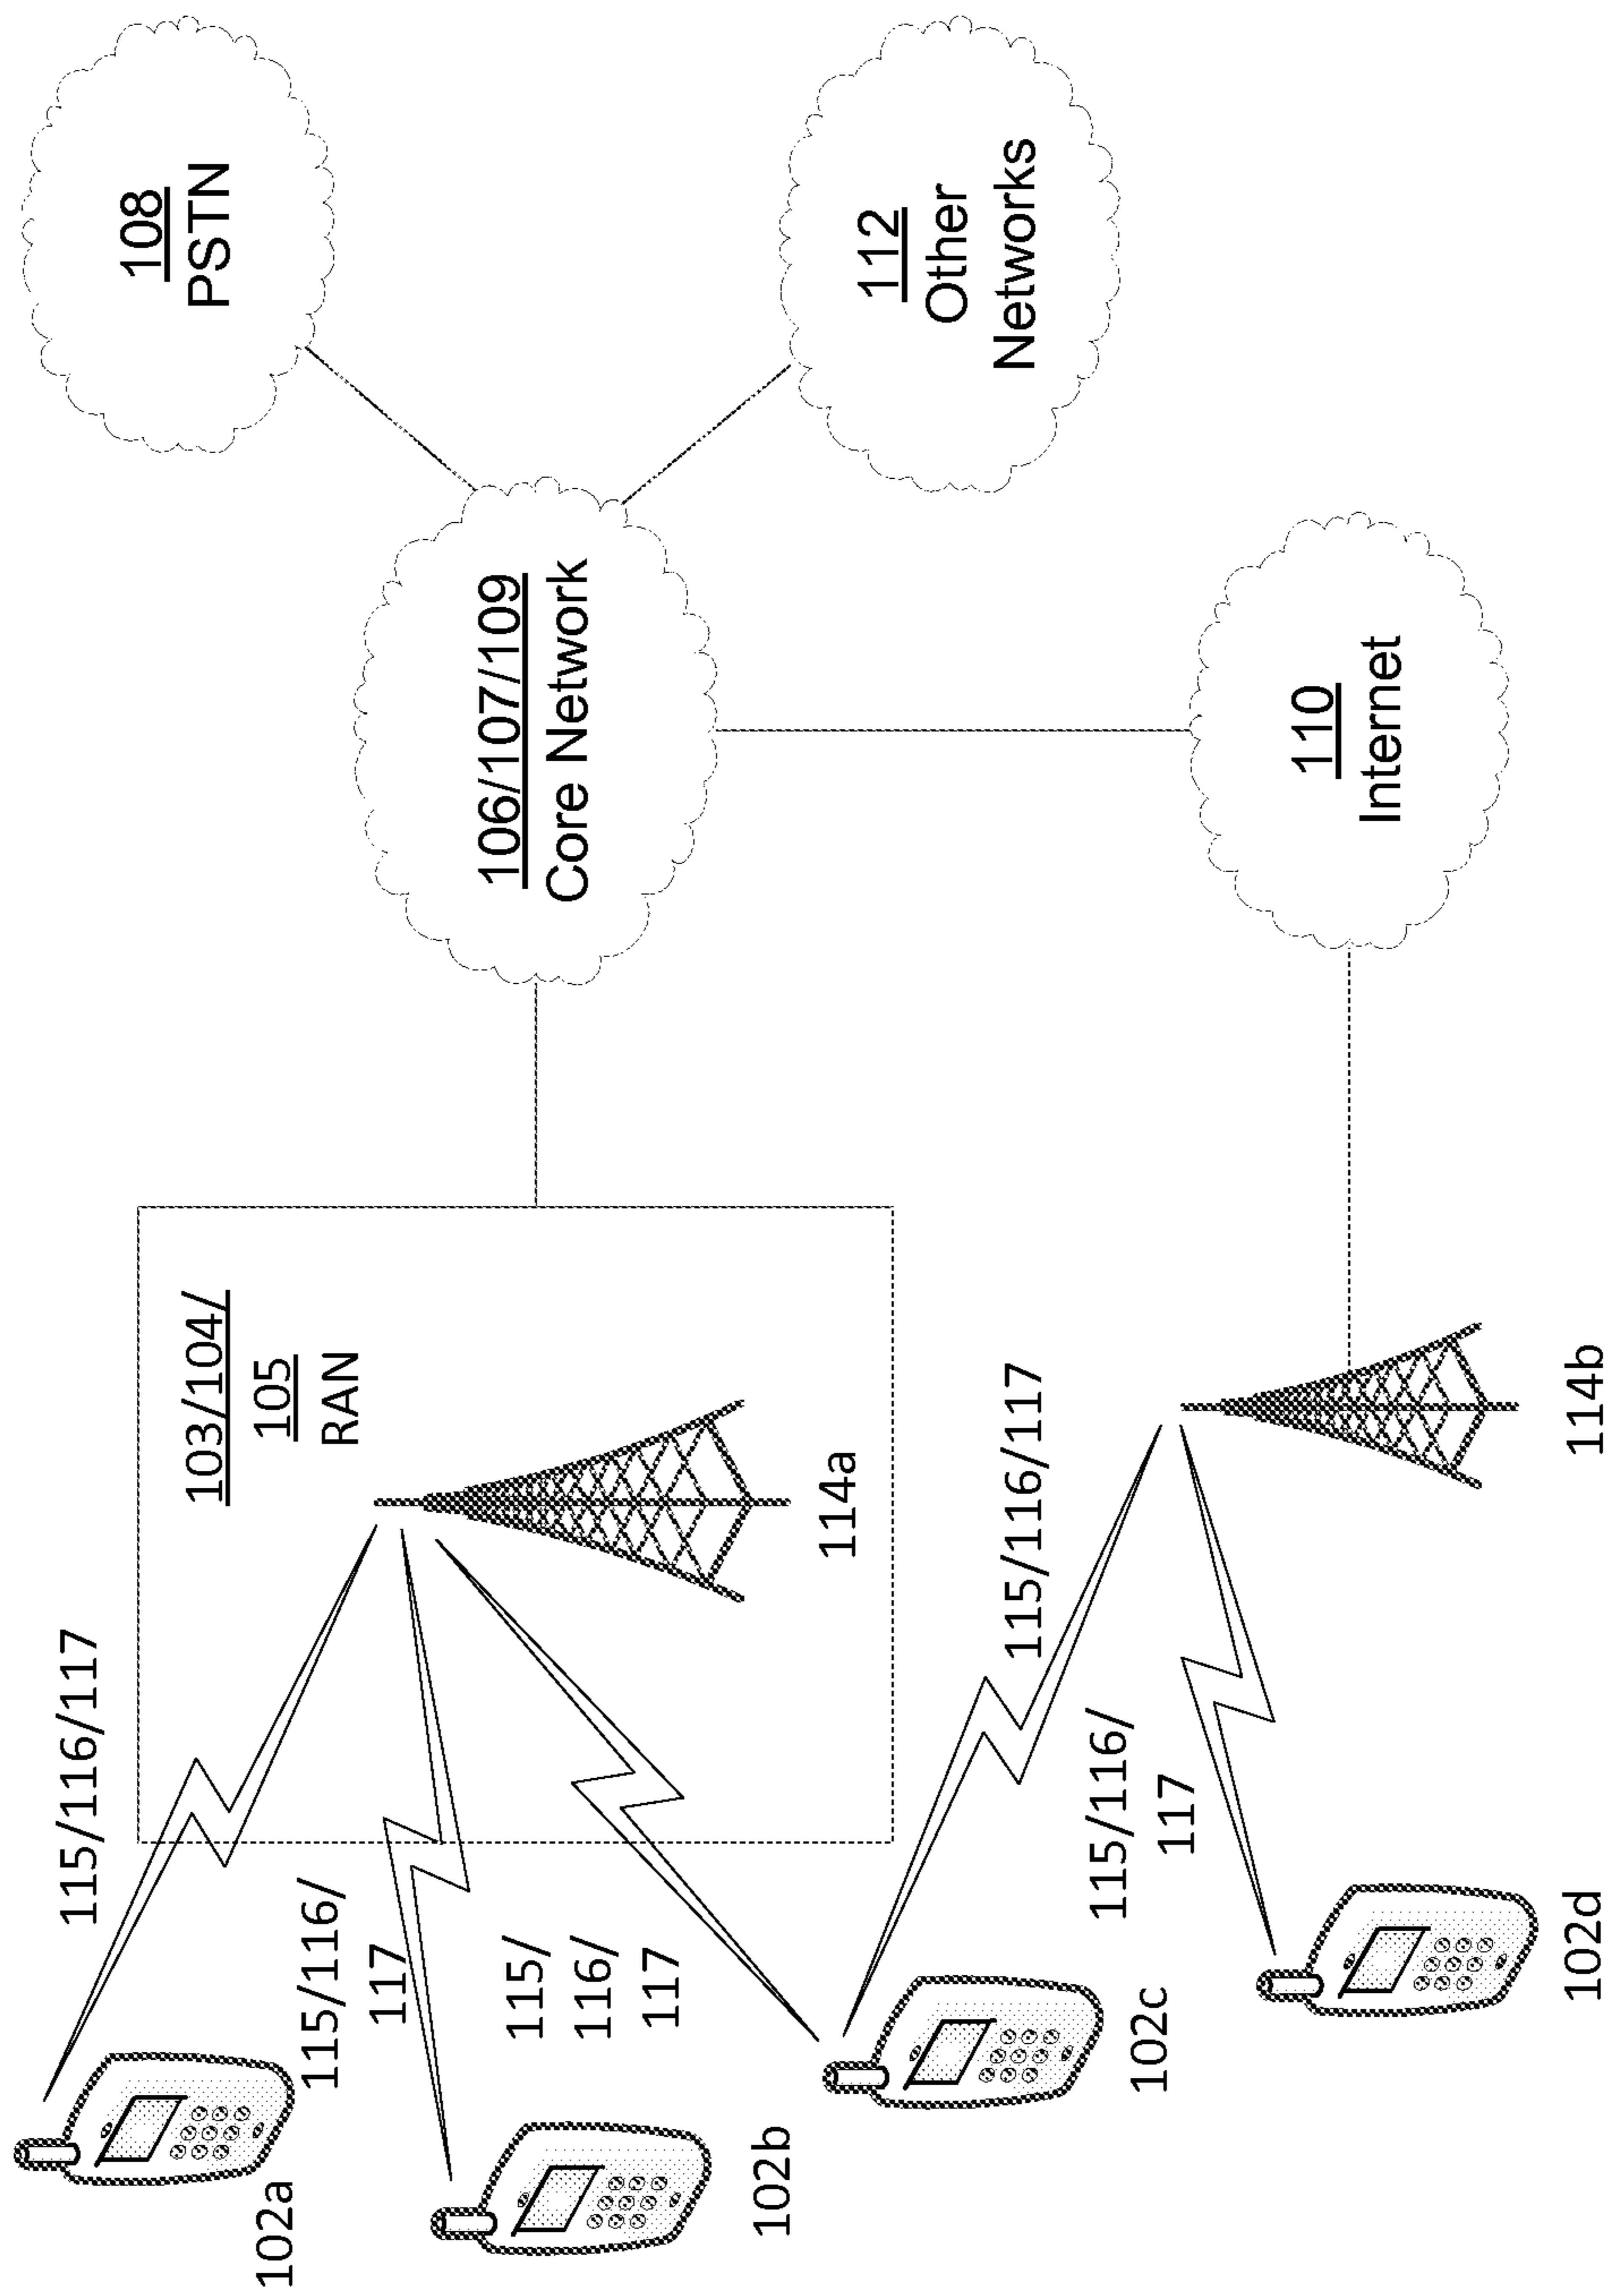 102a
115/116/117
103/104/
105
RAN
108
PSTN
106/107/109
Core Network
115/116/
117
102b
115/
116/
117
114a
112
Other
Networks
102c
115/116/117
115/116/
117
110
Internet
102d
114b